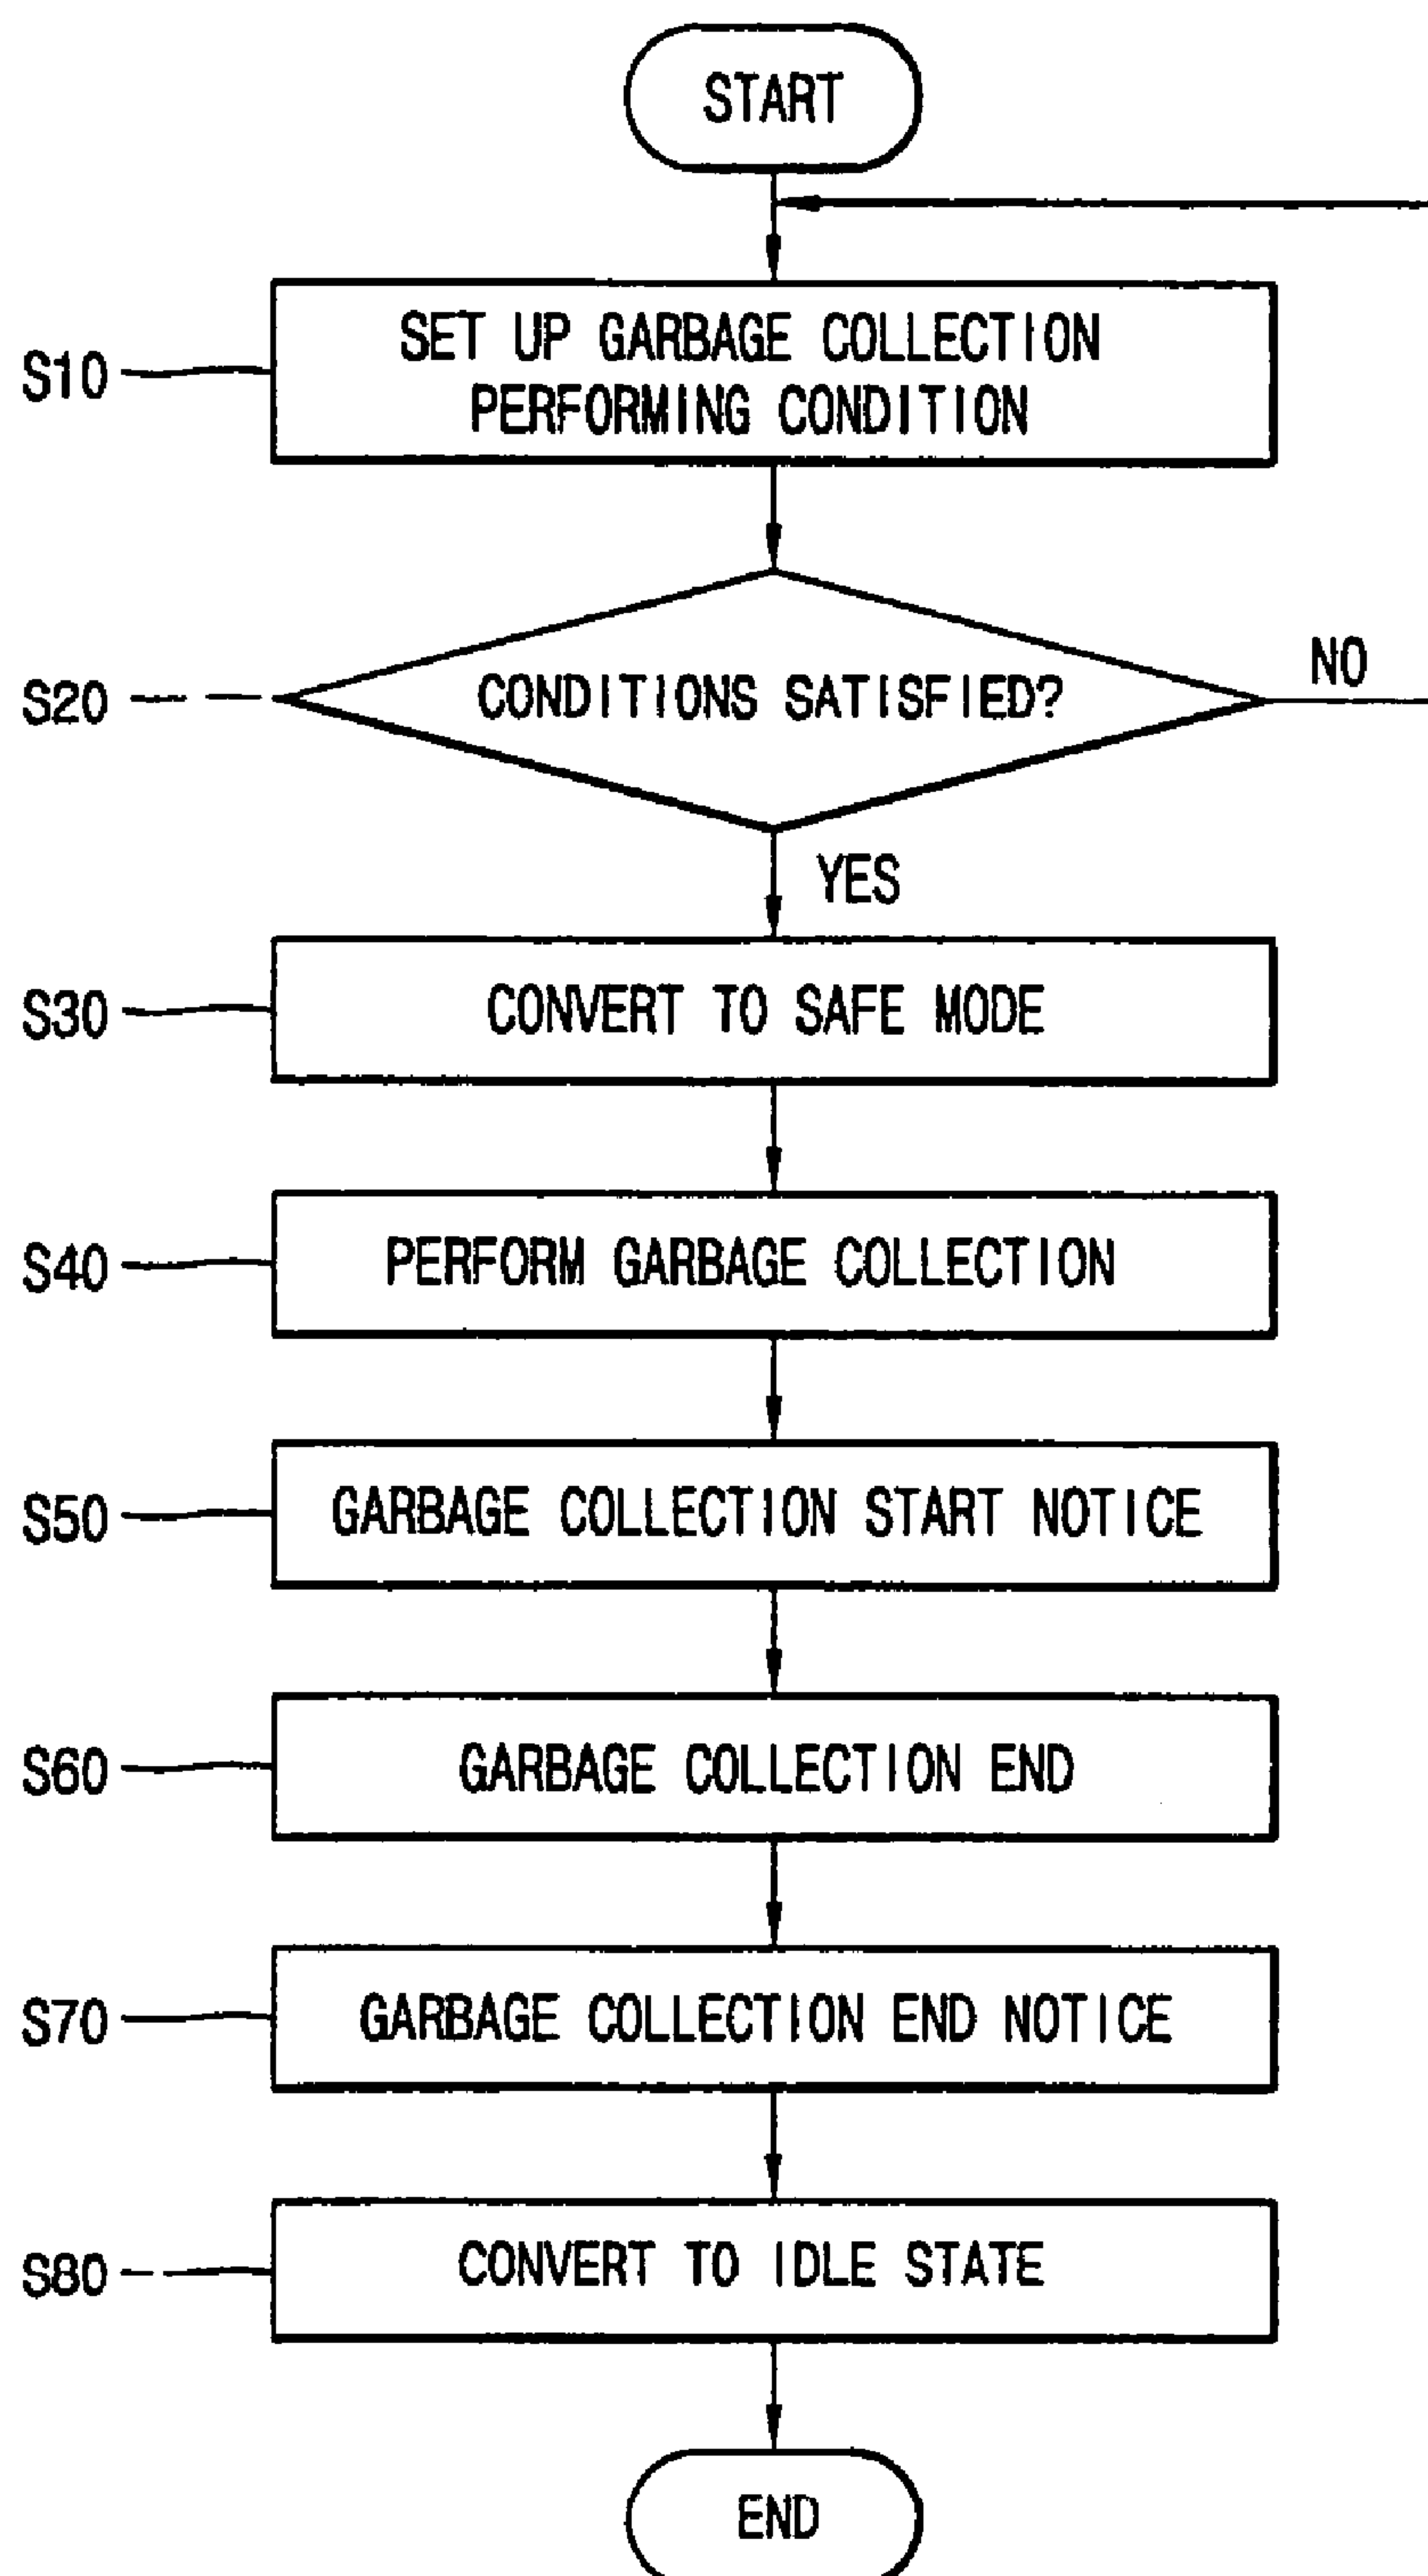 START
S10
SET UP GARBAGE COLLECTION
PERFORMING CONDITION
S20
CONDITIONS SATISFIED?
NO
YES
S30
CONVERT TO SAFE MODE
S40
PERFORM GARBAGE COLLECTION
S50
GARBAGE COLLECTION START NOTICE
S60
GARBAGE COLLECTION END
S70
GARBAGE COLLECTION END NOTICE
S80
CONVERT TO IDLE STATE
END